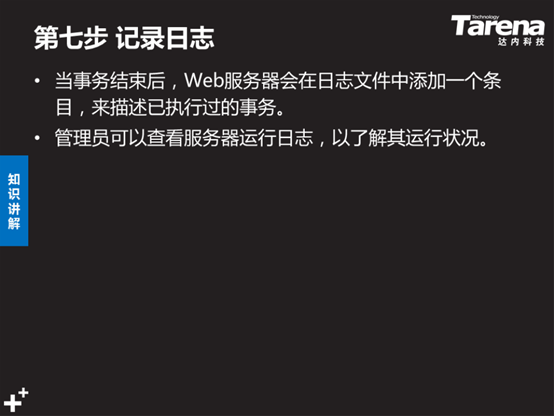 第七步 记录日志
Technology
Tarena
达内科技
• 当事务结束后，Web服务器会在日志文件中添加一个条
目，来描述已执行过的事务。
• 管理员可以查看服务器运行日志，以了解其运行状况。
知
识
讲
解